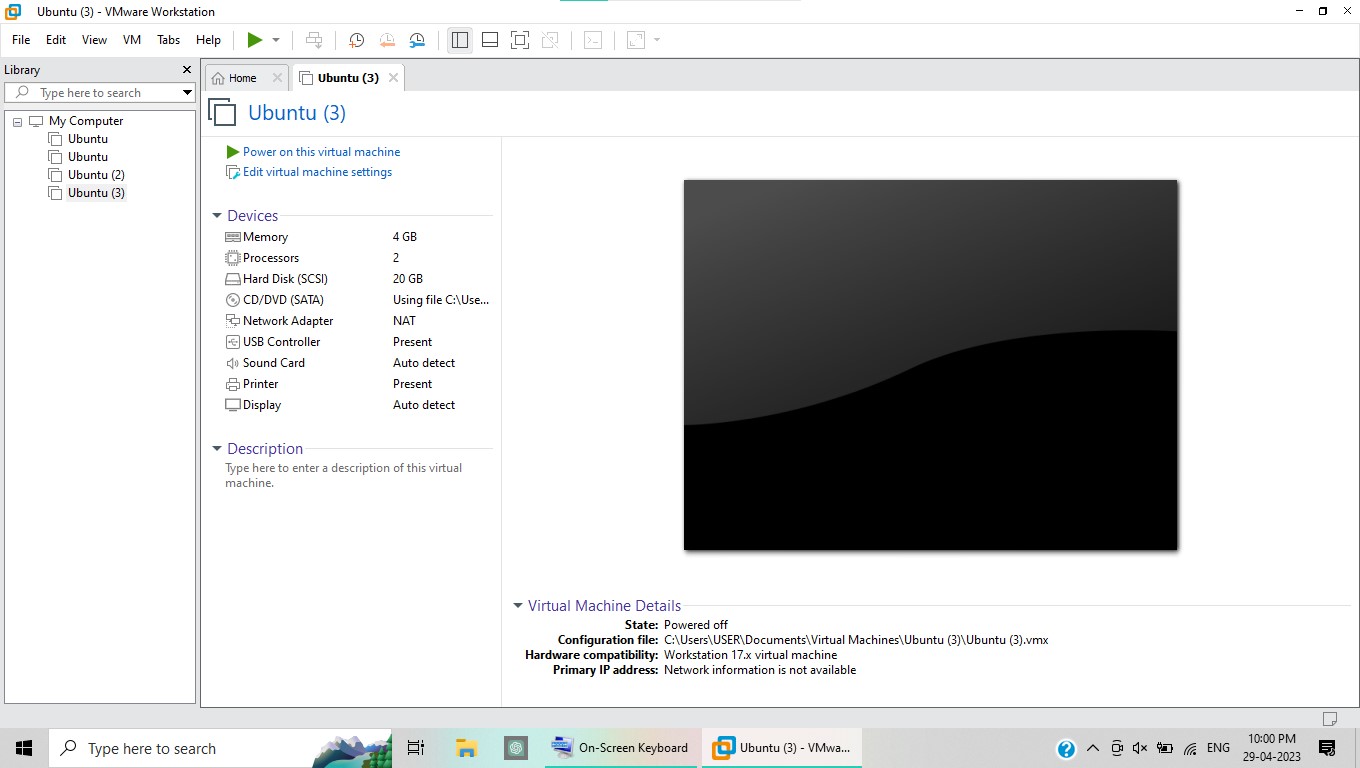 Ubuntu (3) - VMware Workstation
File Edit View VM Tabs Help
Library
Type here to search
My Computer
Ubuntu
Ubuntu
Ubuntu (2)
Ubuntu (3)
Home
Ubuntu (3)
Ubuntu (3)
Power on this virtual machine
Edit virtual machine settings
Devices
Memory 4 GB
Processors 2
Hard Disk (SCSI) 20 GB
CD/DVD (SATA) Using file C:\Use...
Network Adapter NAT
USB Controller Present
Sound Card Auto detect
Printer Present
Display Auto detect
Description
Type here to enter a description of this virtual
machine.
Virtual Machine Details
State: Powered off
Configuration file: C:\Users\USER\Documents\Virtual Machines\Ubuntu (3)\Ubuntu (3).vmx
Hardware compatibility: Workstation 17.x virtual machine
Primary IP address: Network information is not available
Type here to search
On-Screen Keyboard
Ubuntu (3) - VMwa...
ENG
10:00 PM
29-04-2023